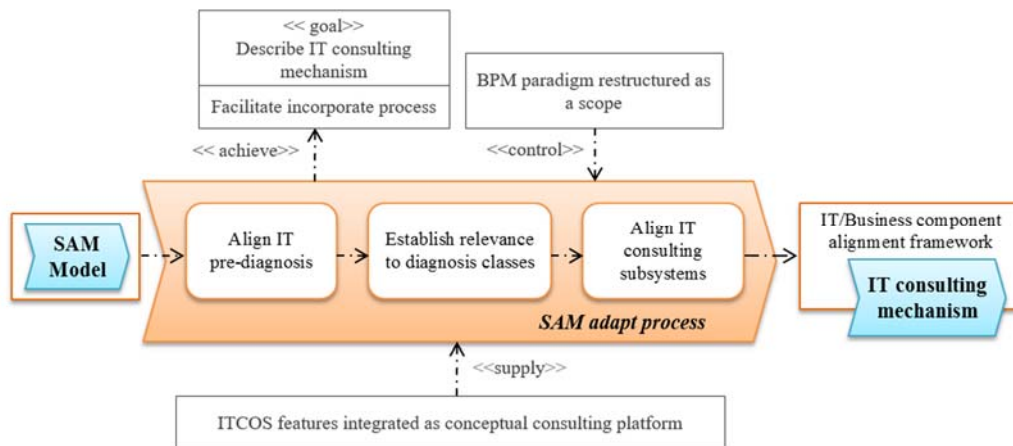 << goal>>
Describe IT consulting
mechanism
Facilitate incorporate process
<< achieve>>
BPM paradigm restructured as
a scope
<<control>>
SAM
Model
Align IT
pre-diagnosis
Establish relevance
to diagnosis classes
Align IT
consulting
subsystems
SAM adapt process
IT/Business component
alignment framework
IT consulting
mechanism
<<supply>>
ITCOS features integrated as conceptual consulting platform